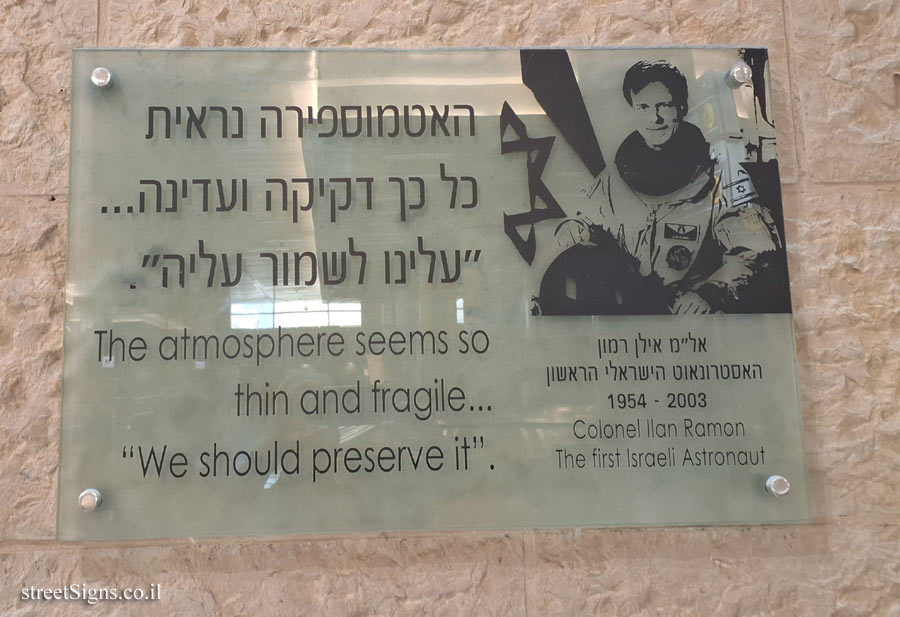 האטמוספירה נראית
כל כך דקיקה ועדינה...
"עלינו לשמור עליה".
The atmosphere seems so
thin and fragile...
“We should preserve it”.
אל"מ אילן רמון
האסטרונאוט הישראלי הראשון
1954 - 2003
Colonel Ilan Ramon
The first Israeli Astronaut
streetSigns.co.il